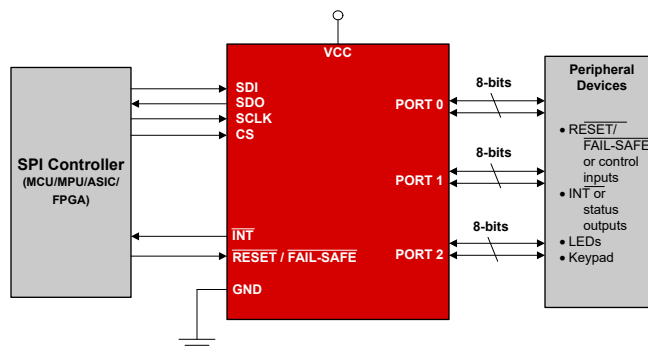 VCC
SPI Controller
(MCU/MPU/ASIC/
FPGA)
SDI
SDO
SCLK
CS
INT
RESET / FAIL-SAFE
GND
PORT 0
PORT 1
PORT 2
8-bits
8-bits
8-bits
Peripheral
Devices
• RESET/
FAIL-SAFE
or control
inputs
• INT or
status
outputs
• LEDs
• Keypad